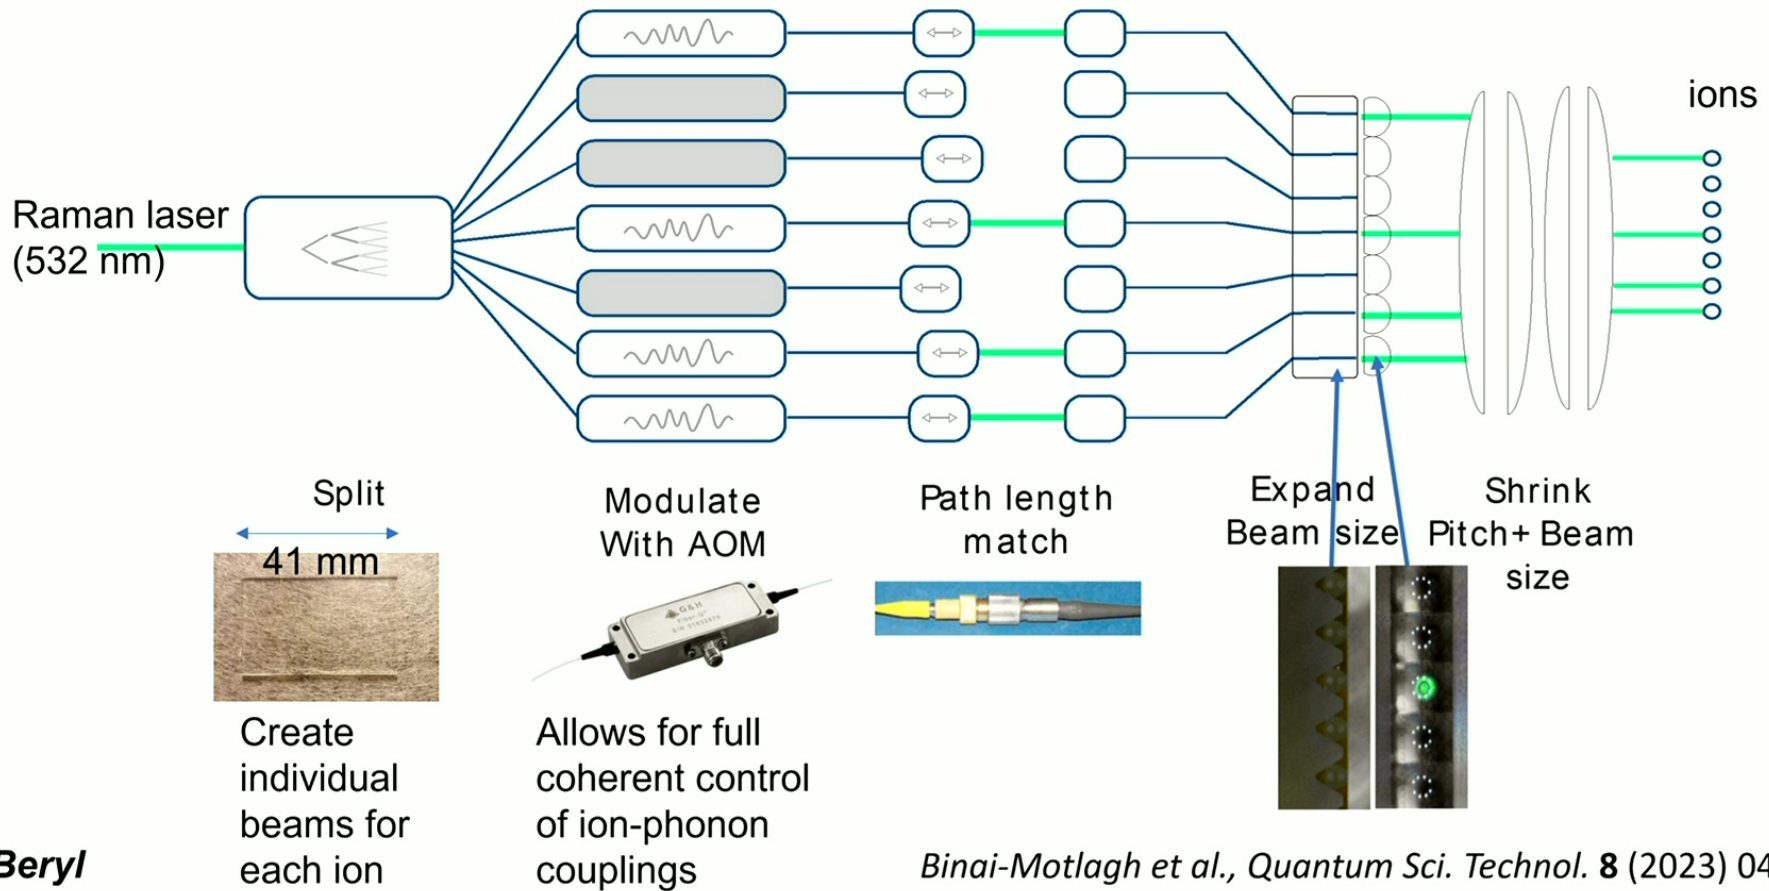 Raman laser
(532 nm)
ions
Split
41 mm
Modulate
With AOM
Path length
match
Expand
Beam size
Shrink
Pitch+ Beam
size
G&H
Fiber-Q
Create
individual
beams for
each ion
Allows for full
coherent control
of ion-phonon
couplings
Beryl
Binai-Motlagh et al., Quantum Sci. Technol. 8 (2023) 04